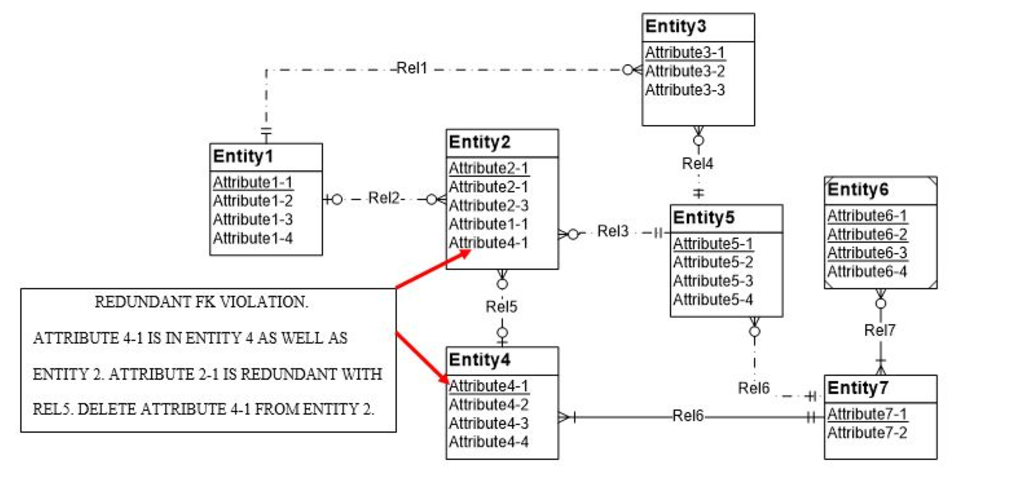 Entity3
Attribute3-1
Attribute3-2
Attribute3-3
Rel1
Entity1
Attribute1-1
Attribute1-2
Attribute1-3
Attribute1-4
Rel2
Entity2
Attribute2-1
Attribute2-1
Attribute2-3
Attribute1-1
Attribute4-1
Rel3
Rel4
Entity5
Attribute5-1
Attribute5-2
Attribute5-3
Attribute5-4
Entity6
Attribute6-1
Attribute6-2
Attribute6-3
Attribute6-4
REDUNDANT FK VIOLATION.
ATTRIBUTE 4-1 IS IN ENTITY 4 AS WELL AS
ENTITY 2. ATTRIBUTE 2-1 IS REDUNDANT WITH
REL5. DELETE ATTRIBUTE 4-1 FROM ENTITY 2.
Rel5
Entity4
Attribute4-1
Attribute4-2
Attribute4-3
Attribute4-4
Rel6
Rel6
Rel7
Entity7
Attribute7-1
Attribute7-2